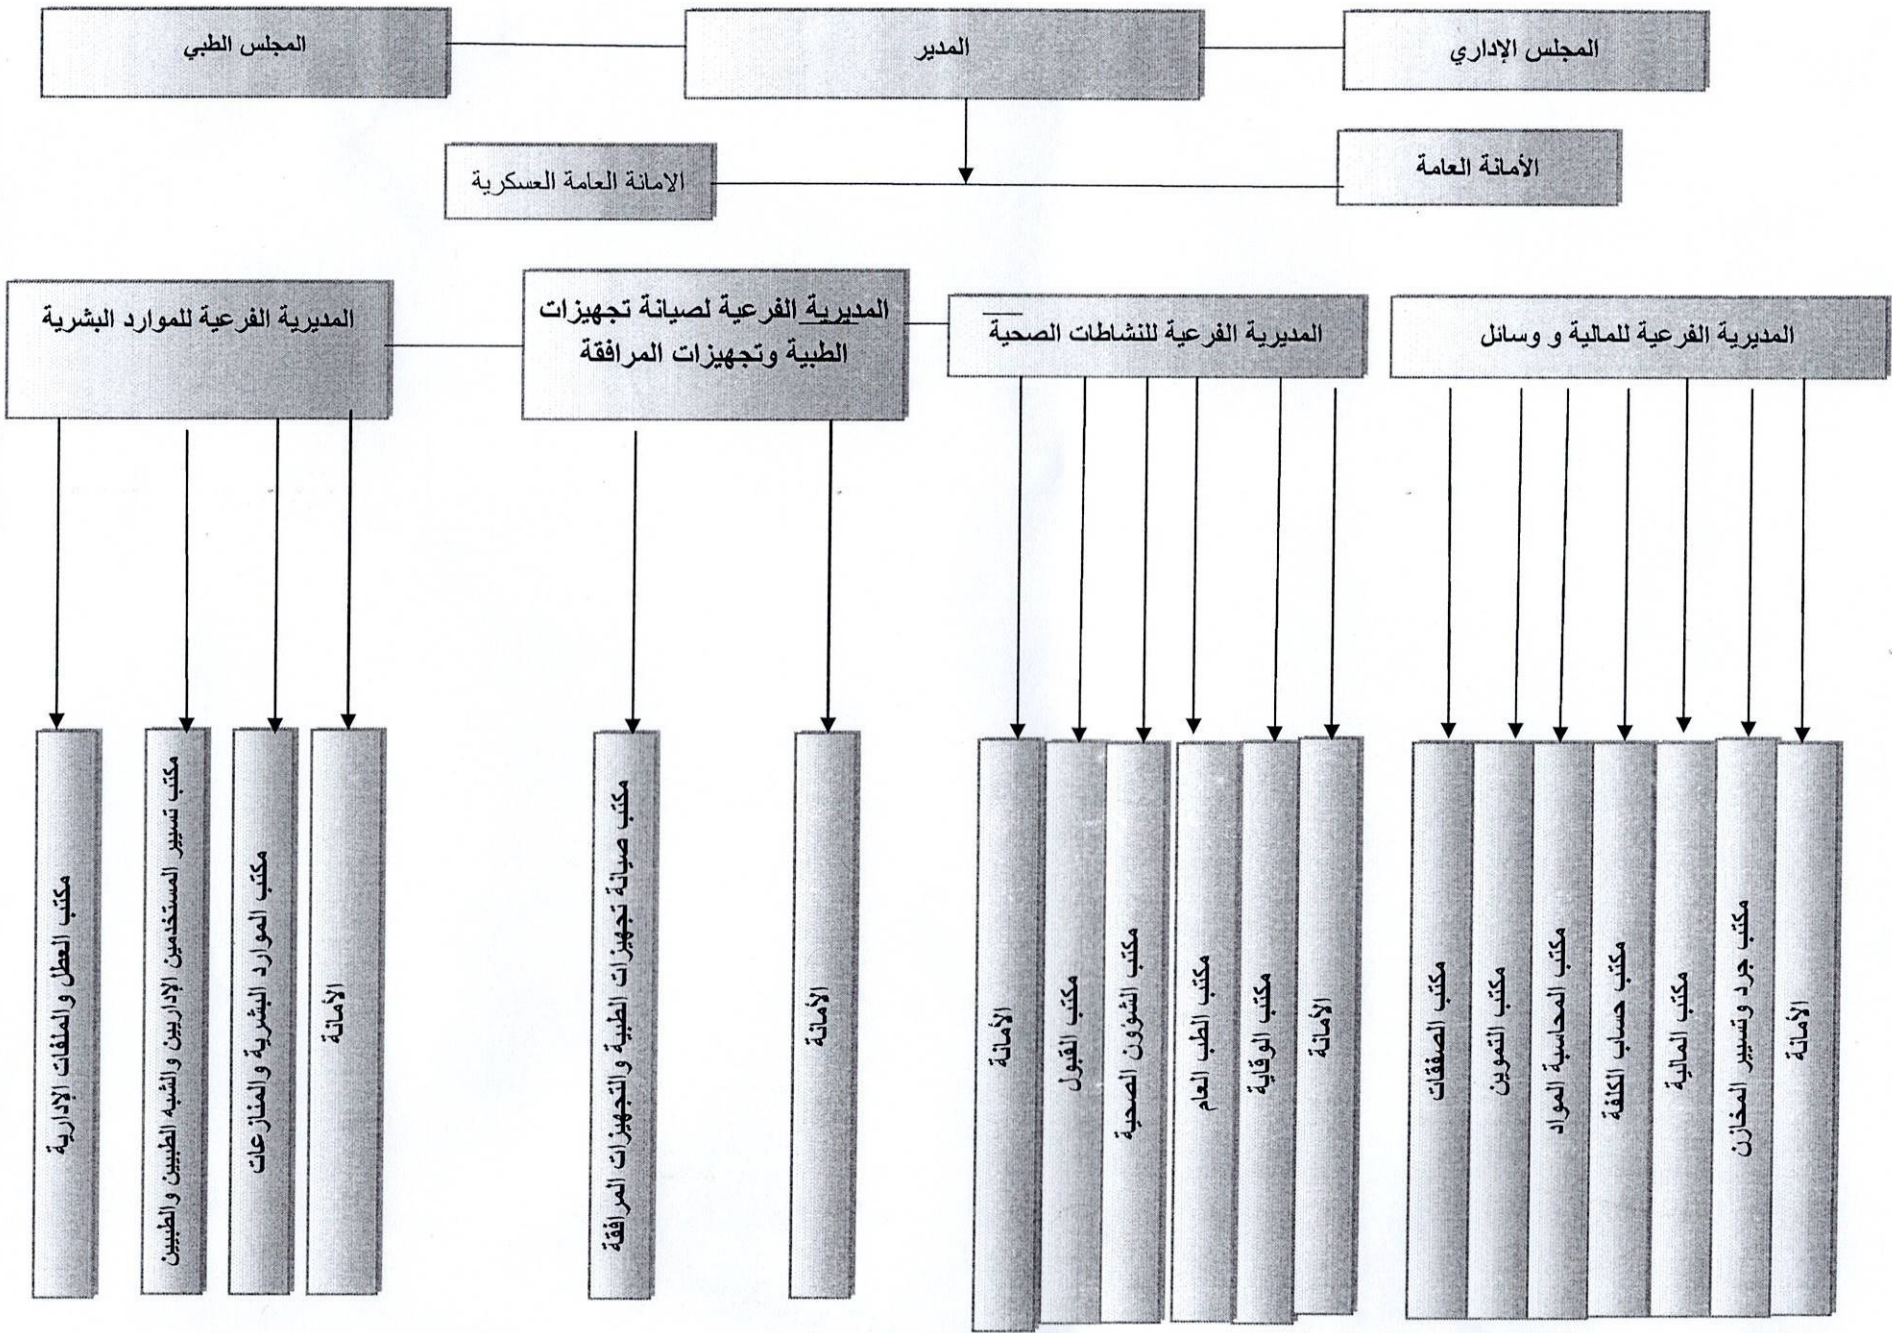 المجلس الإداري
المدير
المجلس الطبي
الأمانة العامة
الامانة العامة العسكرية
المديرية الفرعية للمالية و وسائل
المديرية الفرعية للنشاطات الصحية
المديرية الفرعية لصيانة تجهيزات
الطبية وتجهيزات المرافقة
المديرية الفرعية للموارد البشرية
الأمانة
مكتب جرد وتسيير المخازن
مكتب المالية
مكتب حساب الكلفة
مكتب المحاسبة المواد
مكتب التموين
مكتب الصفقات
الأمانة
مكتب الوقاية
مكتب الطب العام
مكتب الشؤون الصحية
مكتب القبول
الأمانة
الأمانة
مكتب صيانة تجهيزات الطبية والتجهيزات المرافقة
الأمانة
مكتب الموارد البشرية والمنازعات
مكتب تسيير المستخدمين الإداريين والشبه الطبيين والطبيين
مكتب العطل والملفات الإدارية